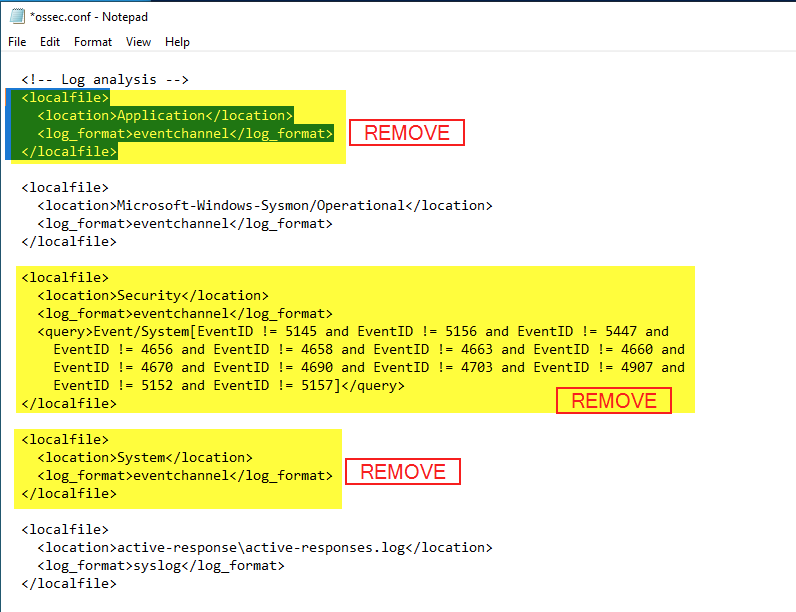 *ossec.conf - Notepad
File Edit Format View Help
<!-- Log analysis -->
<localfile>
<location>Application</location>
<log_format>eventchannel</log_format>
REMOVE
</localfile>
<localfile>
<location>Microsoft-Windows-Sysmon/Operational</location>
<log_format>eventchannel</log_format>
</localfile>
<localfile>
<location>Security</location>
<log_format>eventchannel</log_format>
<query>Event/System[EventID != 5145 and EventID != 5156 and EventID != 5447 and
EventID != 4656 and EventID != 4658 and EventID != 4663 and EventID != 4660 and
EventID != 4670 and EventID != 4690 and EventID != 4703 and EventID != 4907 and
EventID != 5152 and EventID != 5157]</query>
REMOVE
</localfile>
<localfile>
<location>System</location>
<log_format>eventchannel</log_format>
REMOVE
</localfile>
<localfile>
<location>active-response\active-responses.log</location>
<log_format>syslog</log_format>
</localfile>